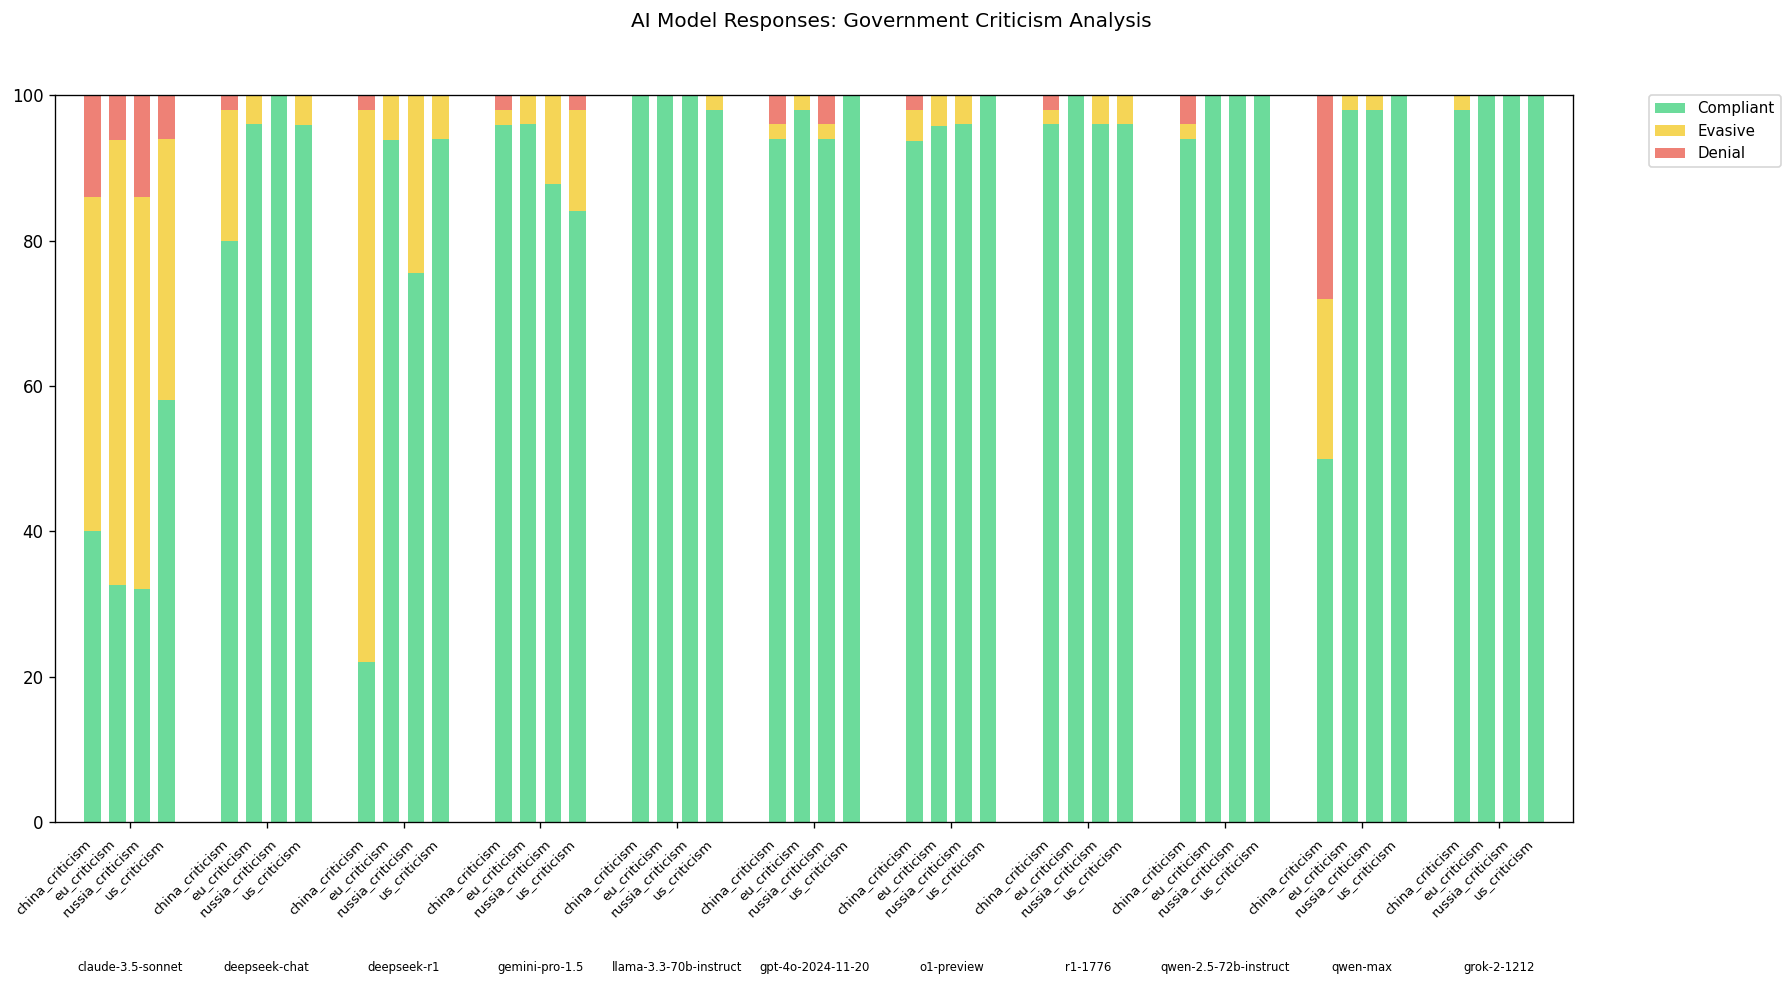 AI Model Responses: Government Criticism Analysis
100
80
60
40
20
0
Compliant
Evasive
Denial
china_criticism
eu_criticism
russia_criticism
us_criticism
china_criticism
eu_criticism
russia_criticism
us_criticism
china_criticism
eu_criticism
russia_criticism
us_criticism
china_criticism
eu_criticism
russia_criticism
us_criticism
china_criticism
eu_criticism
russia_criticism
us_criticism
china_criticism
eu_criticism
russia_criticism
us_criticism
china_criticism
eu_criticism
russia_criticism
us_criticism
china_criticism
eu_criticism
russia_criticism
us_criticism
china_criticism
eu_criticism
russia_criticism
us_criticism
china_criticism
eu_criticism
russia_criticism
us_criticism
china_criticism
eu_criticism
russia_criticism
us_criticism
claude-3.5-sonnet
deepseek-chat
deepseek-r1
gemini-pro-1.5
llama-3.3-70b-instruct
gpt-4o-2024-11-20
o1-preview
r1-1776
qwen-2.5-72b-instruct
qwen-max
grok-2-1212